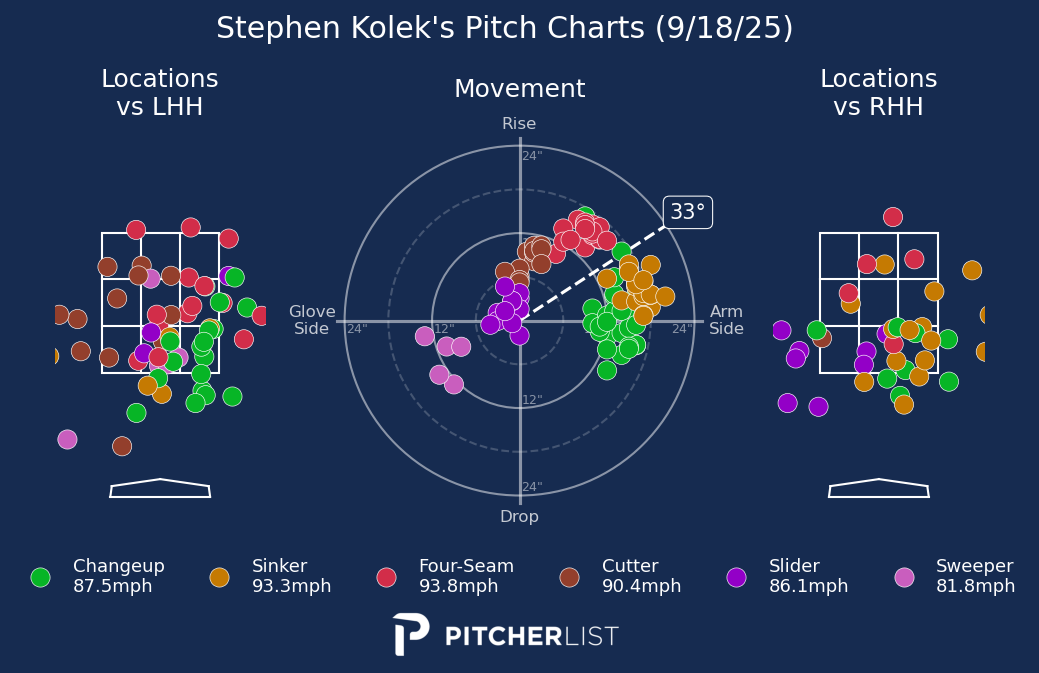 Stephen Kolek's Pitch Charts (9/18/25)
Locations
vs LHH
Movement
Locations
vs RHH
Rise
24"
33°
Glove
Side
24"
12"
24"
Arm
Side
12"
24"
Drop
Changeup
87.5mph
Sinker
93.3mph
Four-Seam
93.8mph
Cutter
90.4mph
Slider
86.1mph
Sweeper
81.8mph
PITCHERLIST